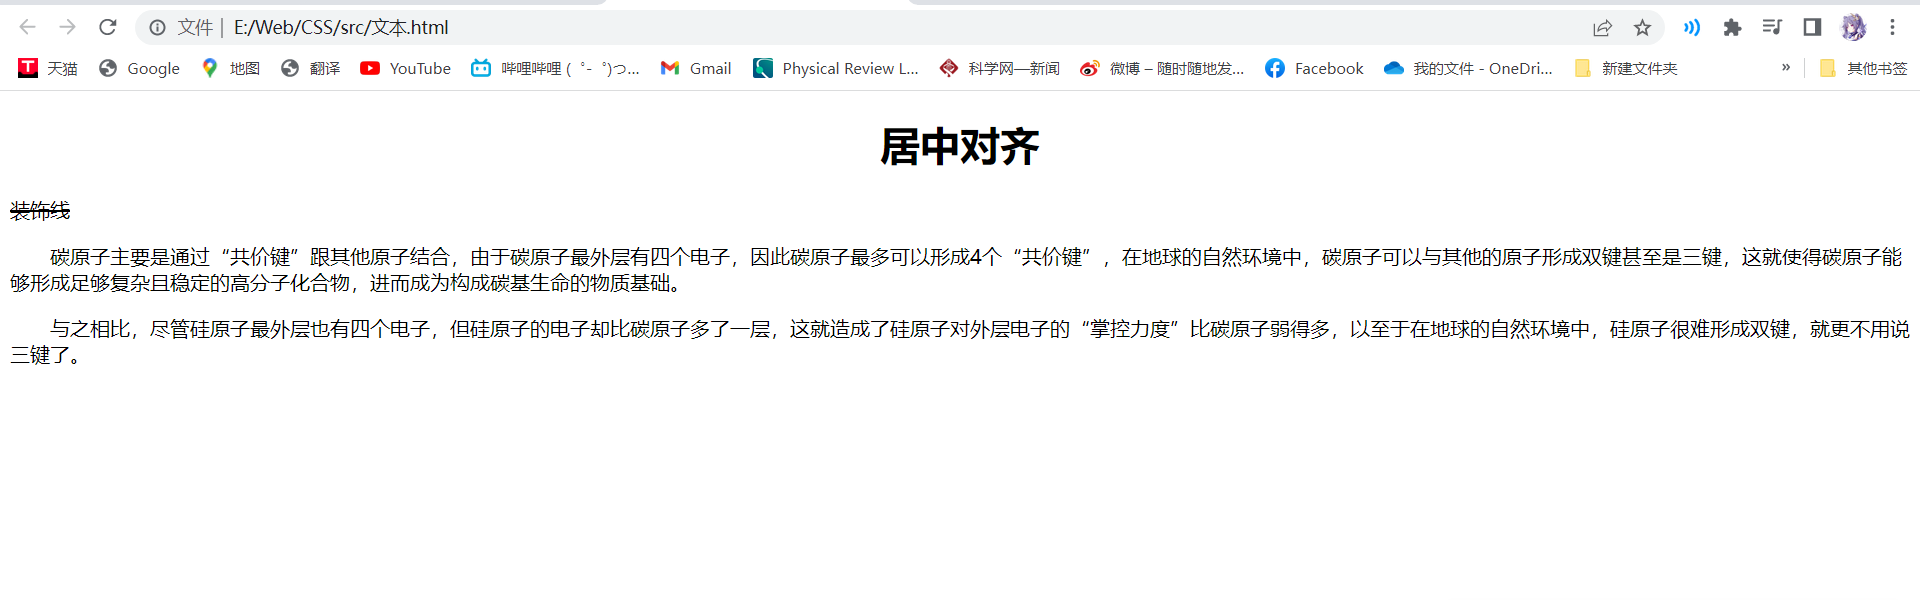 文件 | E:/Web/CSS/src/文本.html
天猫 Google 地图 翻译 YouTube 哔哩哔哩 ( ゜- ゜)つ... Gmail Physical Review L... 科学网—新闻 微博 – 随时随地发... Facebook 我的文件 - OneDri... 新建文件夹 » 其他书签
居中对齐
装饰线
碳原子主要是通过“共价键”跟其他原子结合，由于碳原子最外层有四个电子，因此碳原子最多可以形成4个“共价键”，在地球的自然环境中，碳原子可以与其他的原子形成双键甚至是三键，这就使得碳原子能
够形成足够复杂且稳定的高分子化合物，进而成为构成碳基生命的物质基础。
与之相比，尽管硅原子最外层也有四个电子，但硅原子的电子却比碳原子多了一层，这就造成了硅原子对外层电子的“掌控力度”比碳原子弱得多，以至于在地球的自然环境中，硅原子很难形成双键，就更不用说
三键了。